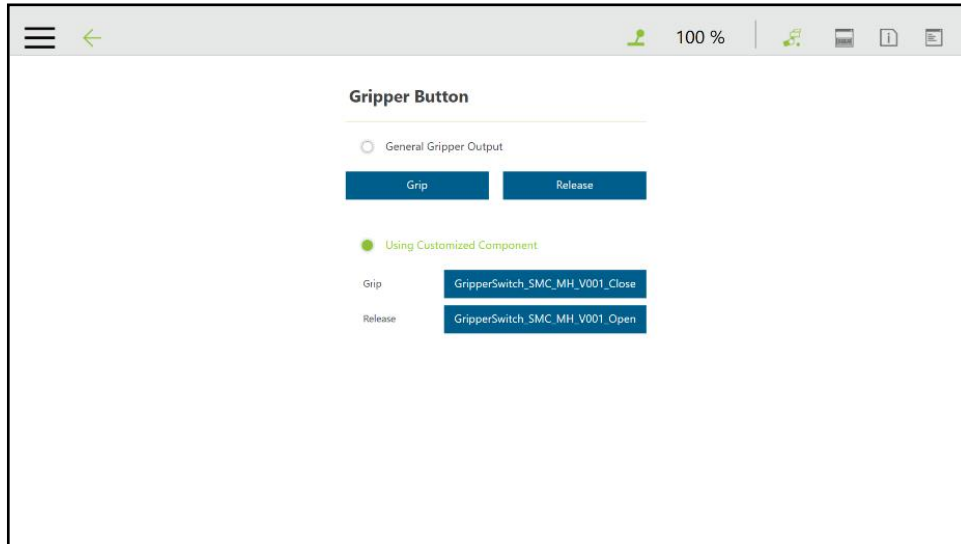 100 %
Gripper Button
General Gripper Output
Grip Release
Using Customized Component
Grip GripperSwitch_SMC_MH_V001_Close
Release GripperSwitch_SMC_MH_V001_Open